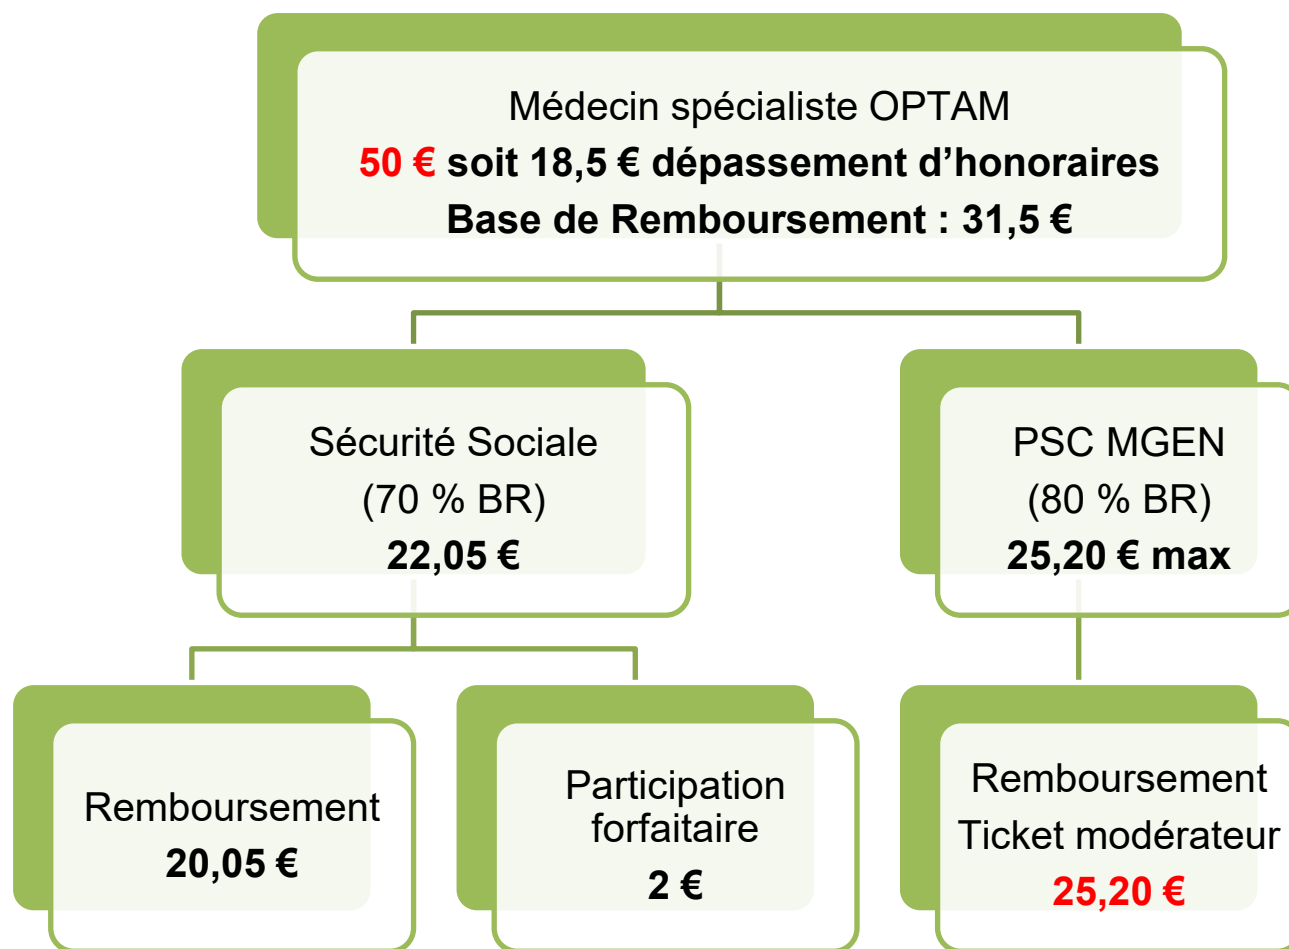 Médecin spécialiste OPTAM
50 € soit 18,5 € dépassement d’honoraires
Base de Remboursement : 31,5 €
Sécurité Sociale
(70 % BR)
22,05 €
PSC MGEN
(80 % BR)
25,20 € max
Remboursement
20,05 €
Participation
forfaitaire
2 €
Remboursement
Ticket modérateur
25,20 €